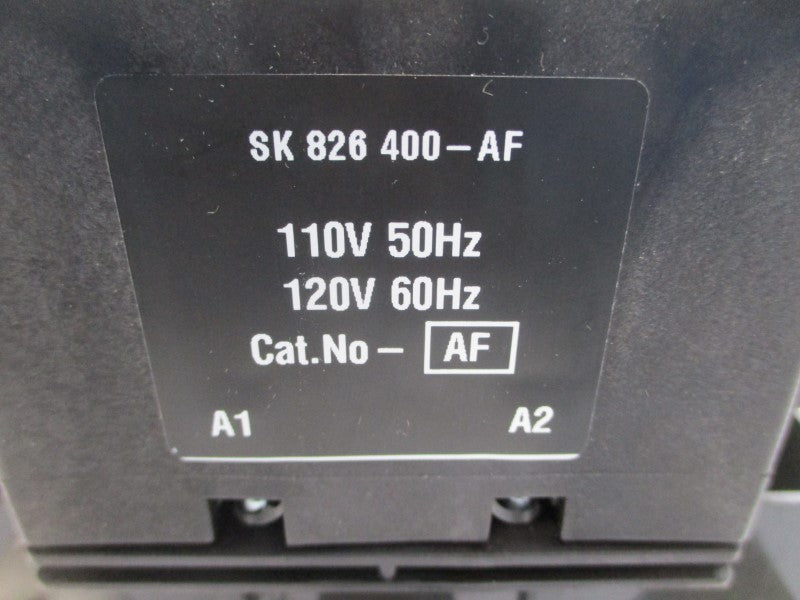 SK 826 400-AF
110V 50Hz
120V 60Hz
Cat.No- AF
A1 A2